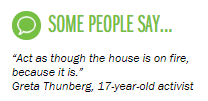 SOME PEOPLE SAY...
“Act as though the house is on fire,
because it is.”
Greta Thunberg, 17-year-old activist